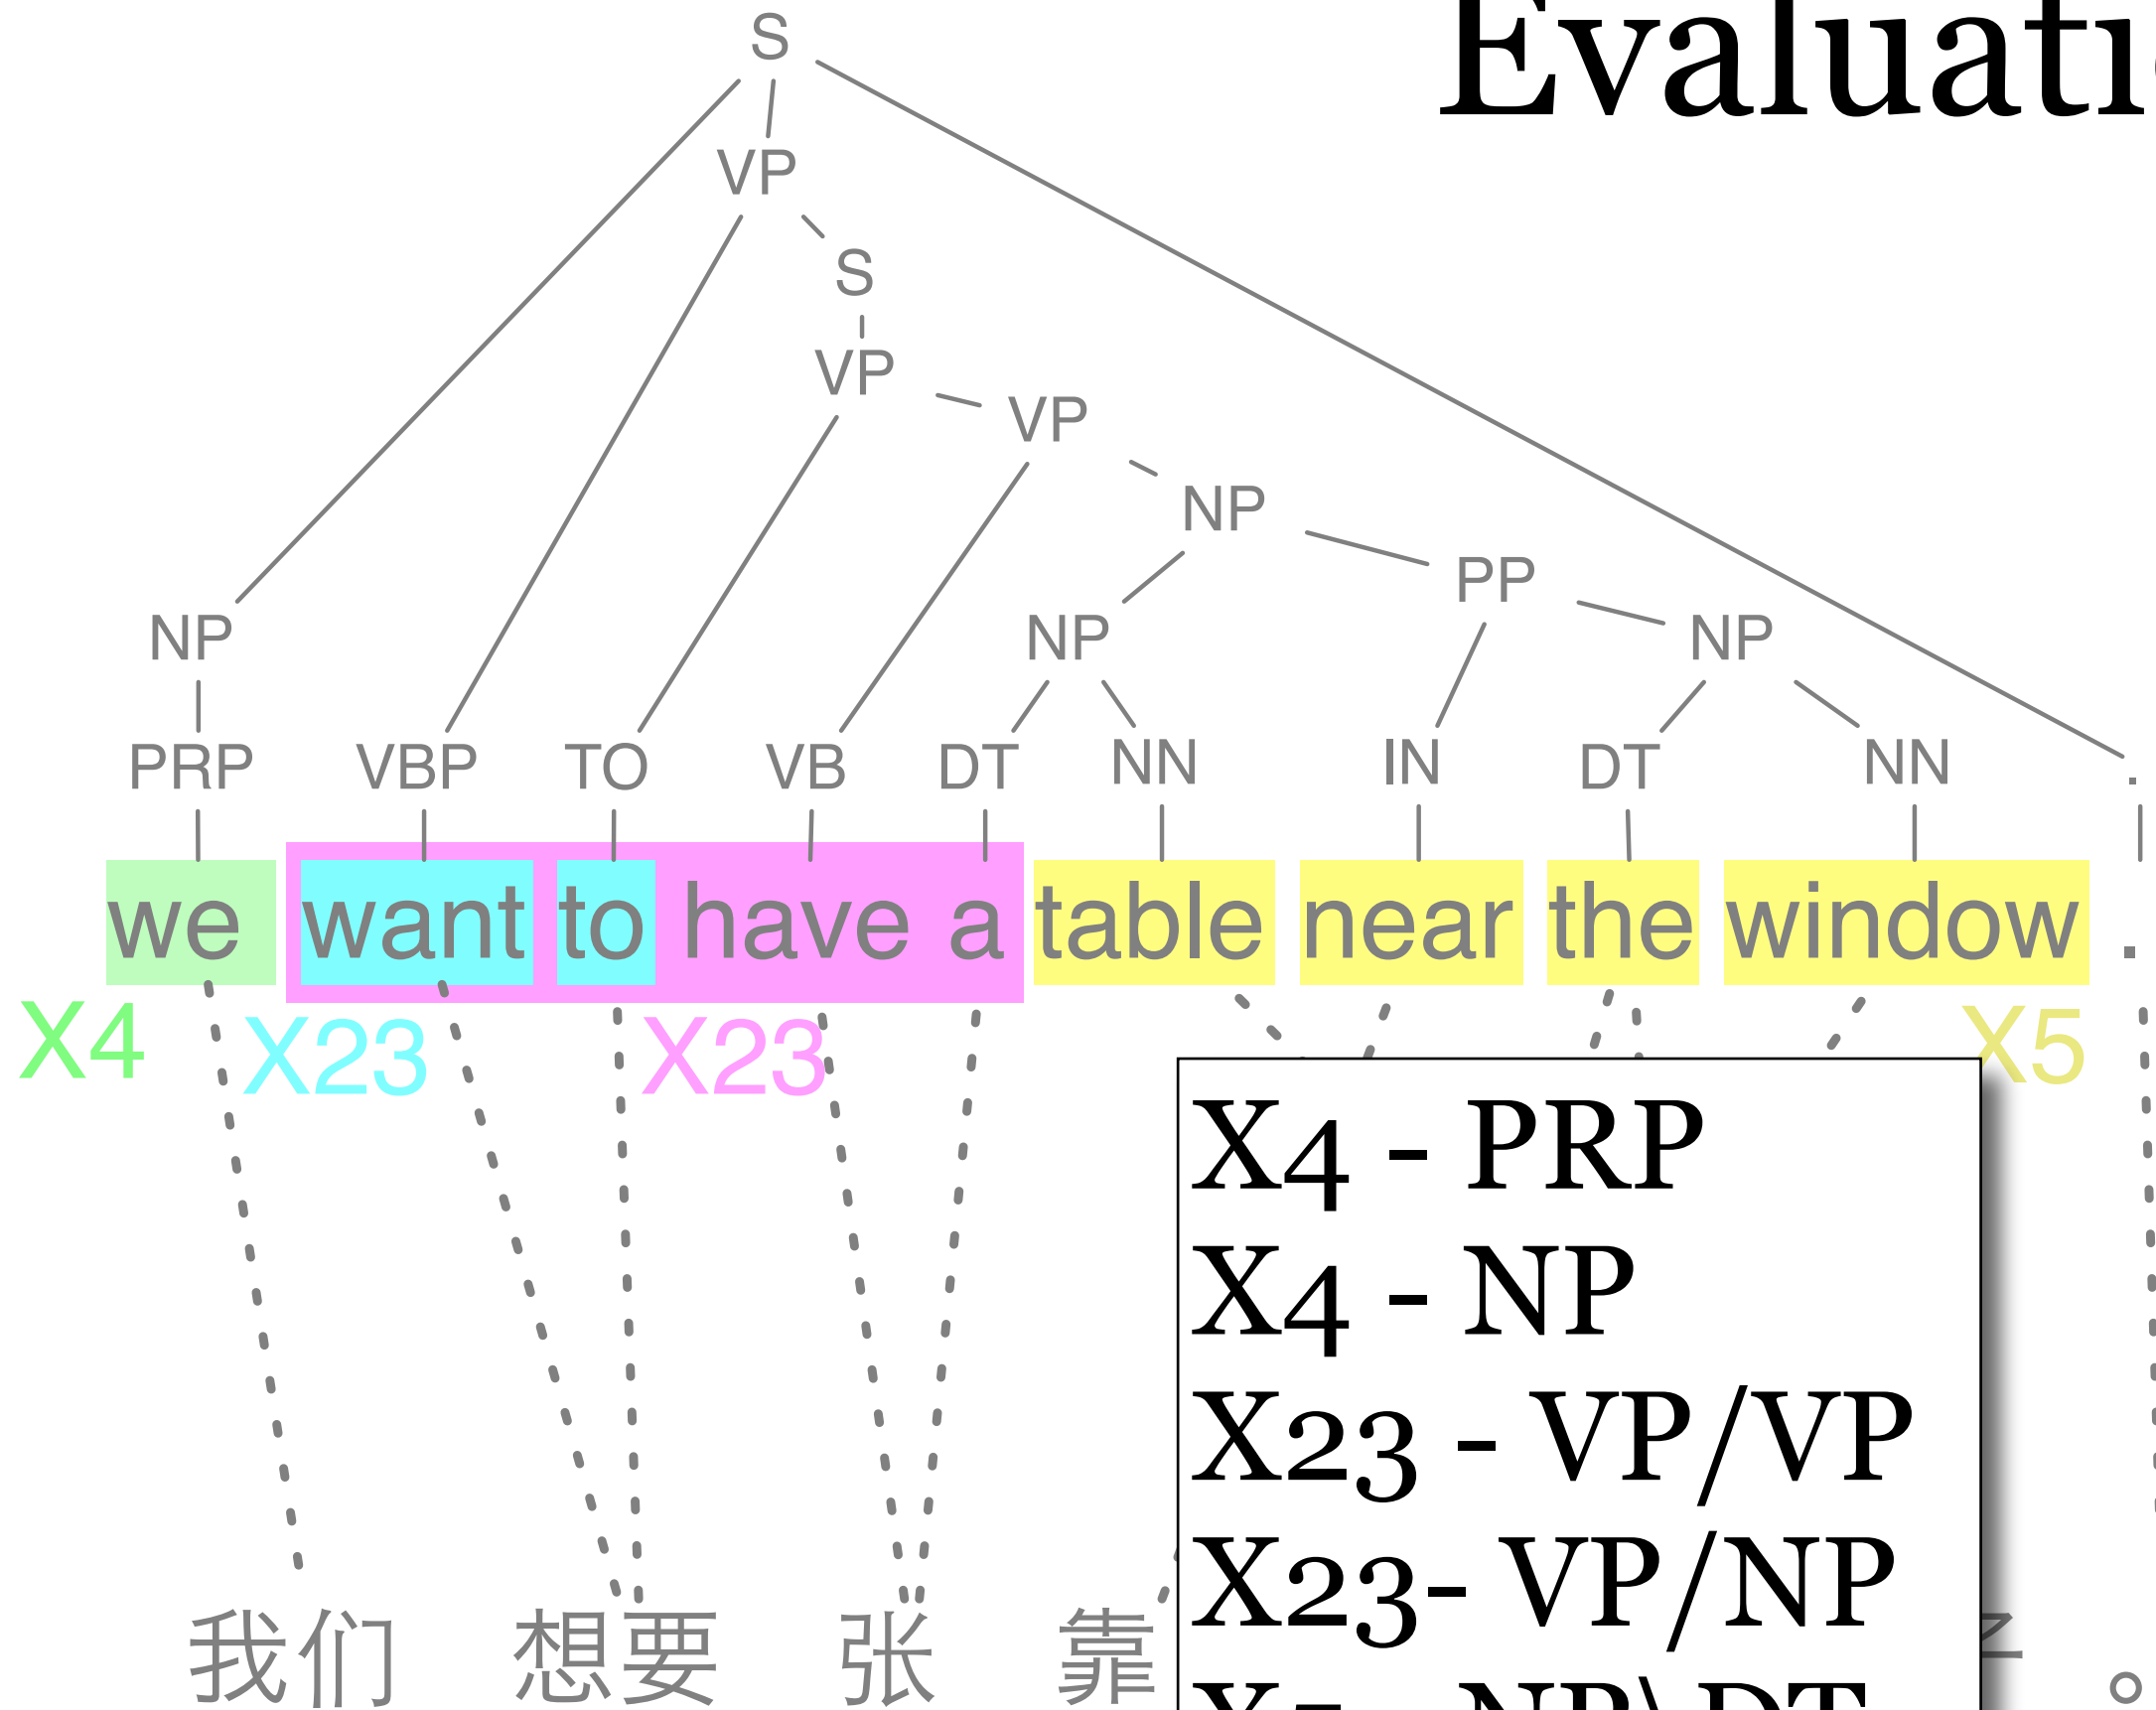 S
Evaluati
VP
S
VP
VP
NP
PP
NP NP NP
PRP VBP TO VB DT NN IN DT NN .
we want to have a table near the window .
X4 X23 X23 X5
X4 - PRP
X4 - NP
X23 - VP/VP
X23- VP/NP
我们 想要 张 靠 。